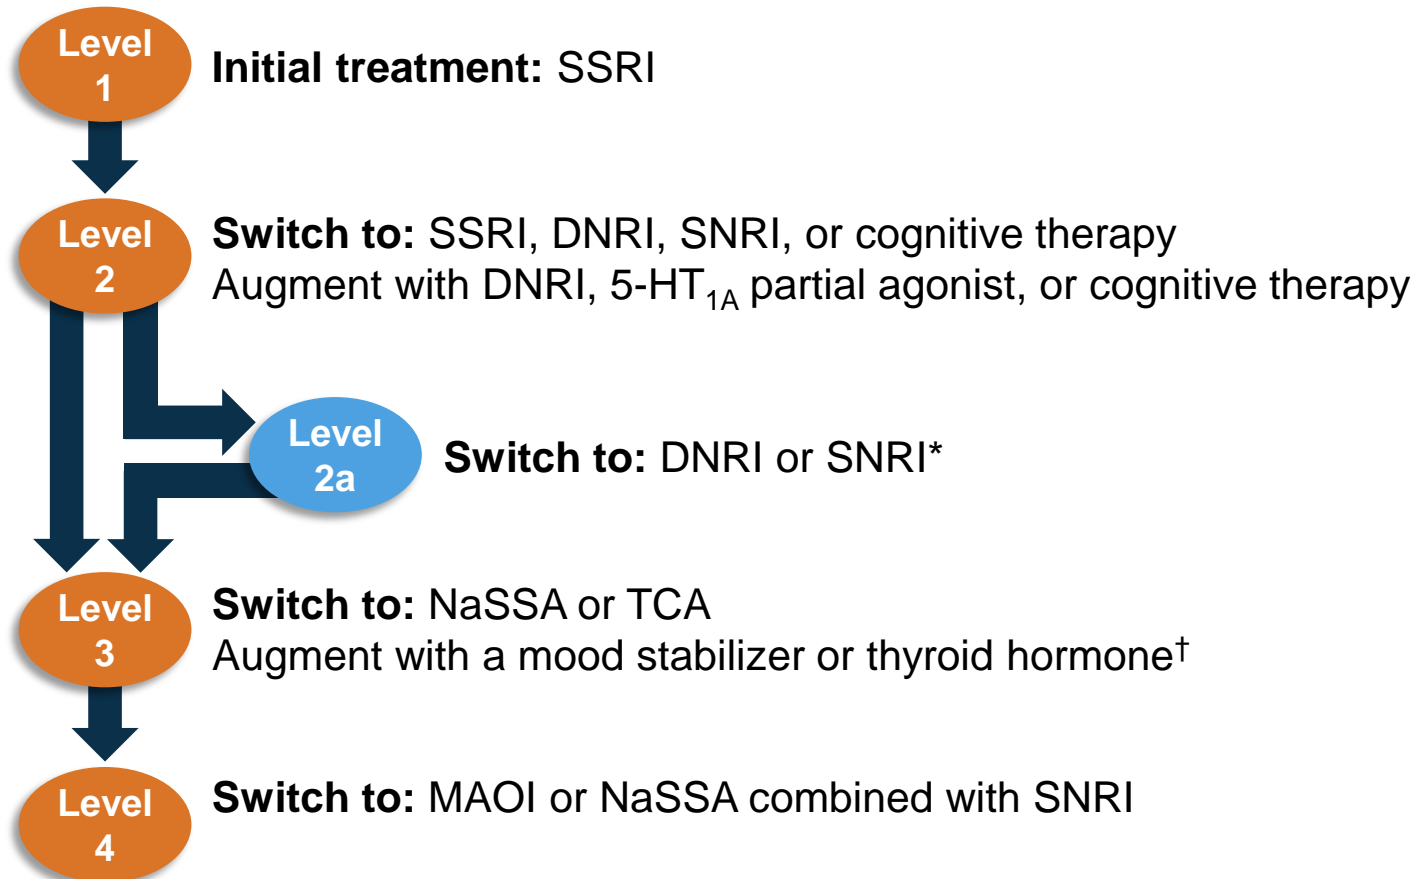 Level
1
Initial treatment: SSRI
Level
2
Switch to: SSRI, DNRI, SNRI, or cognitive therapy
Augment with DNRI, 5-HT1A partial agonist, or cognitive therapy
Level
2a
Switch to: DNRI or SNRI*
Level
3
Switch to: NaSSA or TCA
Augment with a mood stabilizer or thyroid hormone†
Level
4
Switch to: MAOI or NaSSA combined with SNRI